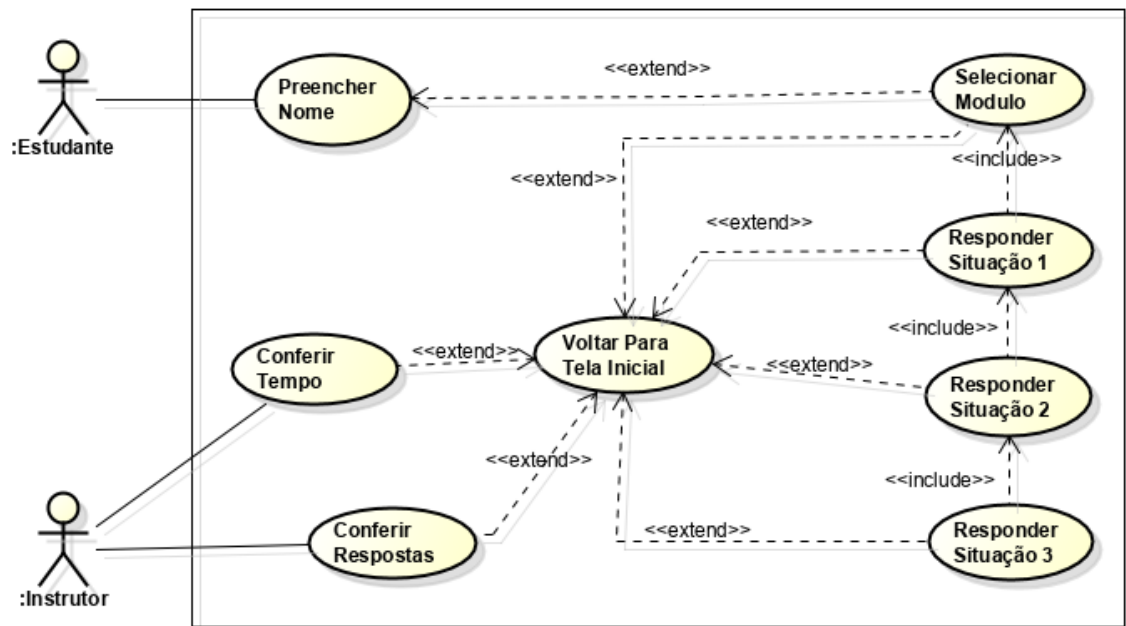 <<extend>>
Preencher
Nome
Selecionar
Modulo
:Estudante
<<include>>
<<extend>>
<<extend>>
Responder
Situação 1
<<include>>
Voltar Para
Tela Inicial
Conferir
Tempo
<<extend>>
<<extend>>
Responder
Situação 2
<<extend>>
<<include>>
Conferir
Respostas
<<extend>>
Responder
Situação 3
:Instrutor